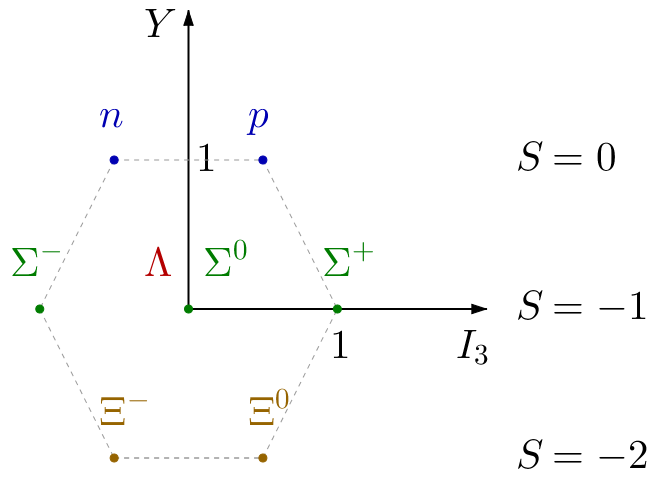 Y
n p
1 S = 0
Σ⁻ Λ Σ⁰ Σ⁺
S = −1
1 I₃
Ξ⁻ Ξ⁰
S = −2